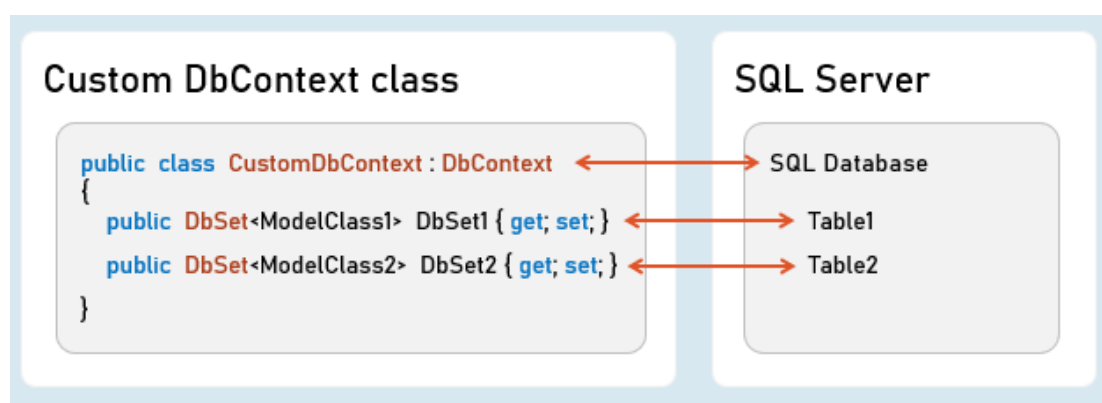 Custom DbContext class
public class CustomDbContext : DbContext
{
public DbSet<ModelClass1> DbSet1 { get; set; }
public DbSet<ModelClass2> DbSet2 { get; set; }
}
SQL Server
SQL Database
Table1
Table2